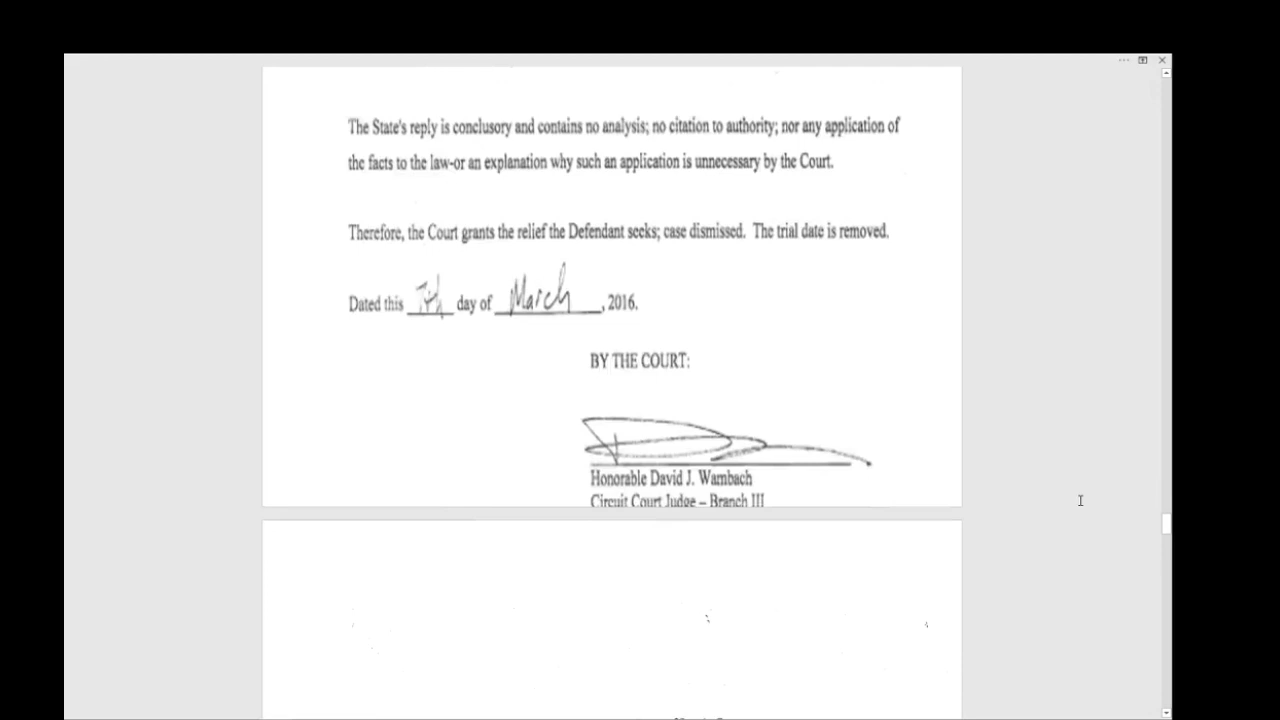 The State's reply is conclusory and contains no analysis; no citation to authority; nor any application of
the facts to the law-or an explanation why such an application is unnecessary by the Court.
Therefore, the Court grants the relief the Defendant seeks; case dismissed. The trial date is removed.
Dated this 7th day of March, 2016.
BY THE COURT:
Honorable David J. Wambach
Circuit Court Judge – Branch III